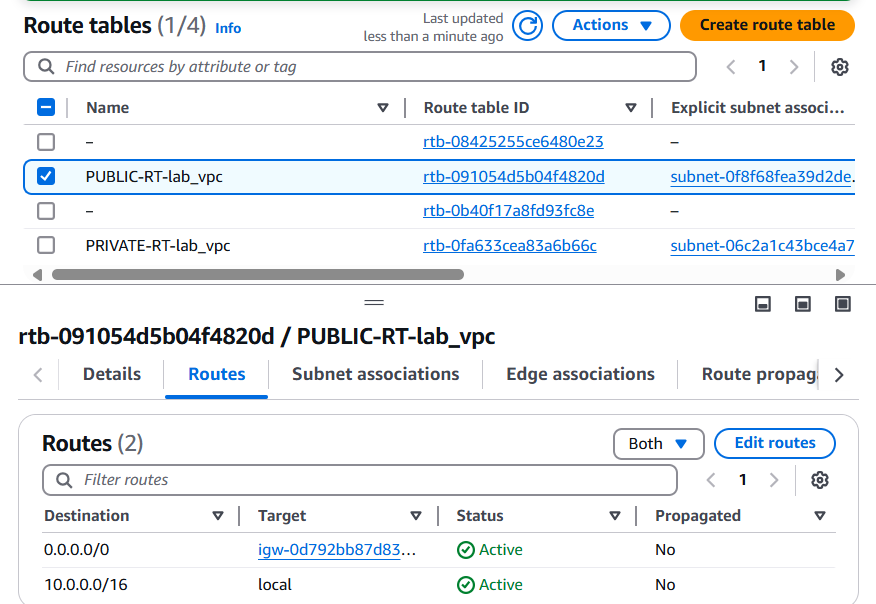 Route tables (1/4) Info
Last updated
less than a minute ago
Actions
Create route table
Find resources by attribute or tag
1
Name Route table ID Explicit subnet associ...
– rtb-08425255ce6480e23 –
PUBLIC-RT-lab_vpc rtb-091054d5b04f4820d subnet-0f8f68fea39d2de.
– rtb-0b40f17a8fd93fc8e –
PRIVATE-RT-lab_vpc rtb-0fa633cea83a6b66c subnet-06c2a1c43bce4a7
rtb-091054d5b04f4820d / PUBLIC-RT-lab_vpc
Details Routes Subnet associations Edge associations Route propag
Routes (2)
Both
Edit routes
Filter routes
1
Destination Target Status Propagated
0.0.0.0/0 igw-0d792bb87d83... Active No
10.0.0.0/16 local Active No